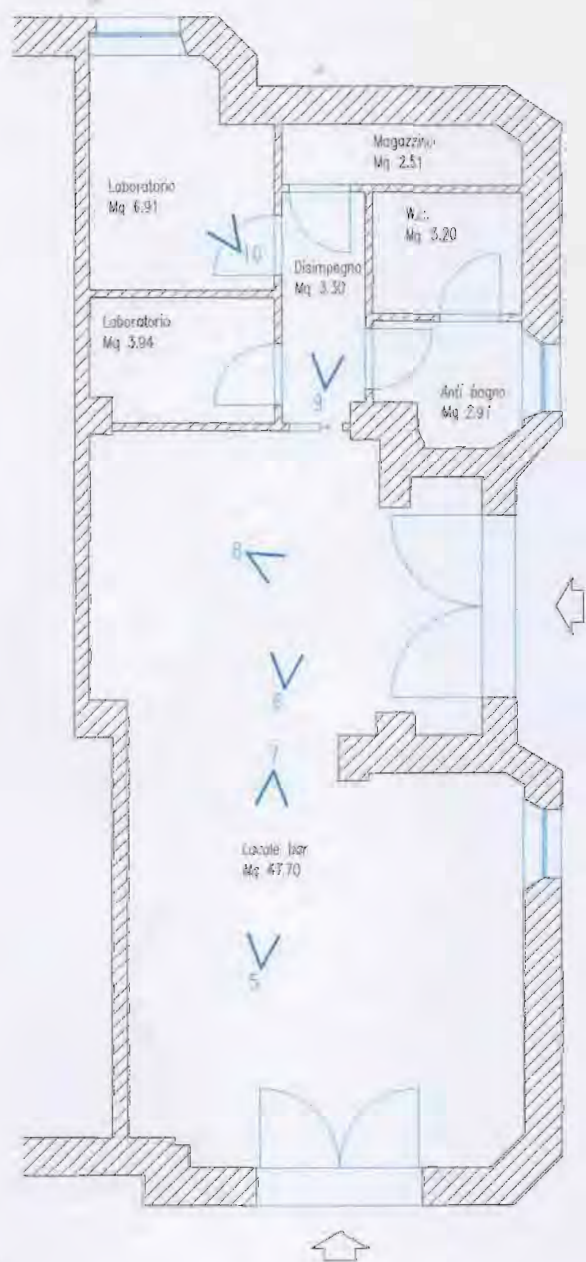 Magazzino
Mq 2.51
Laboratorio
Mq 6.91
W.c.
Mq 3.20
10
Disimpegno
Mq 3.30
Laboratorio
Mq 3.94
9
Anti bagno
Mq 2.91
8
6
7
Locale bar
Mq 47.70
5